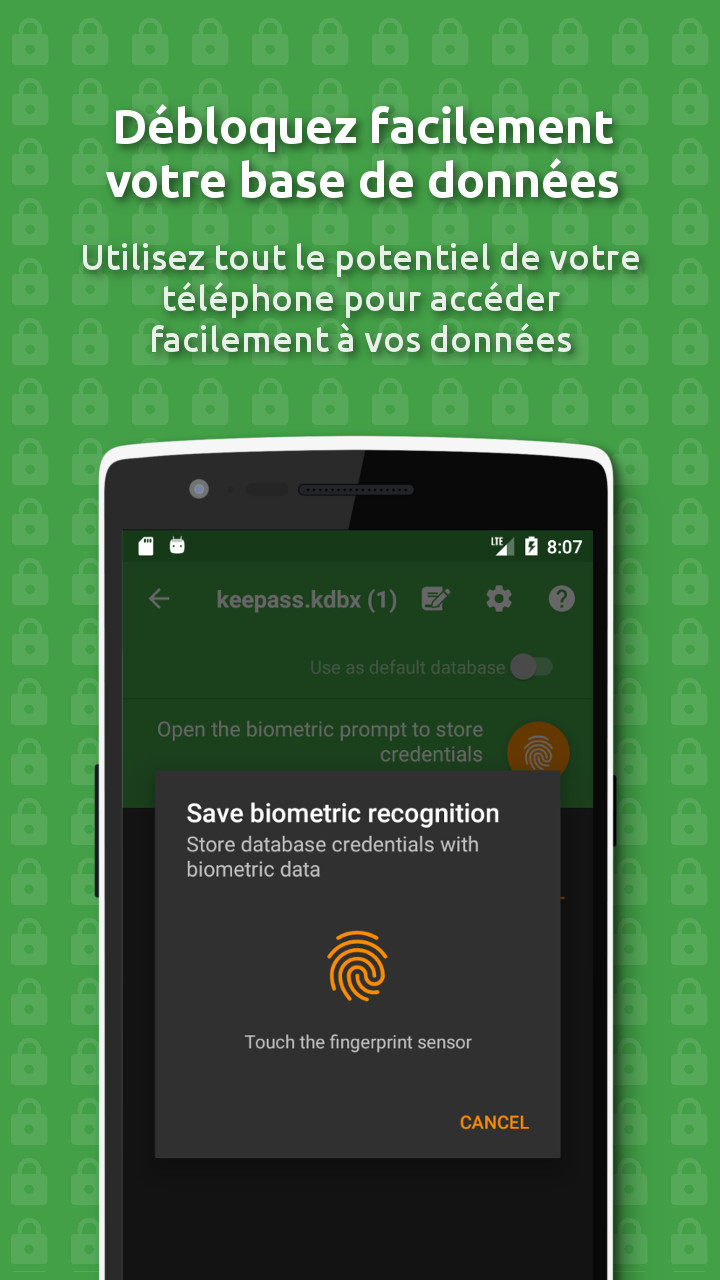 Débloquez facilement
votre base de données
Utilisez tout le potentiel de votre
téléphone pour accéder
facilement à vos données
LTE
8:07
keepass.kdbx (1)
Use as default database
Open the biometric prompt to store
credentials
Save biometric recognition
Store database credentials with
biometric data
Touch the fingerprint sensor
CANCEL